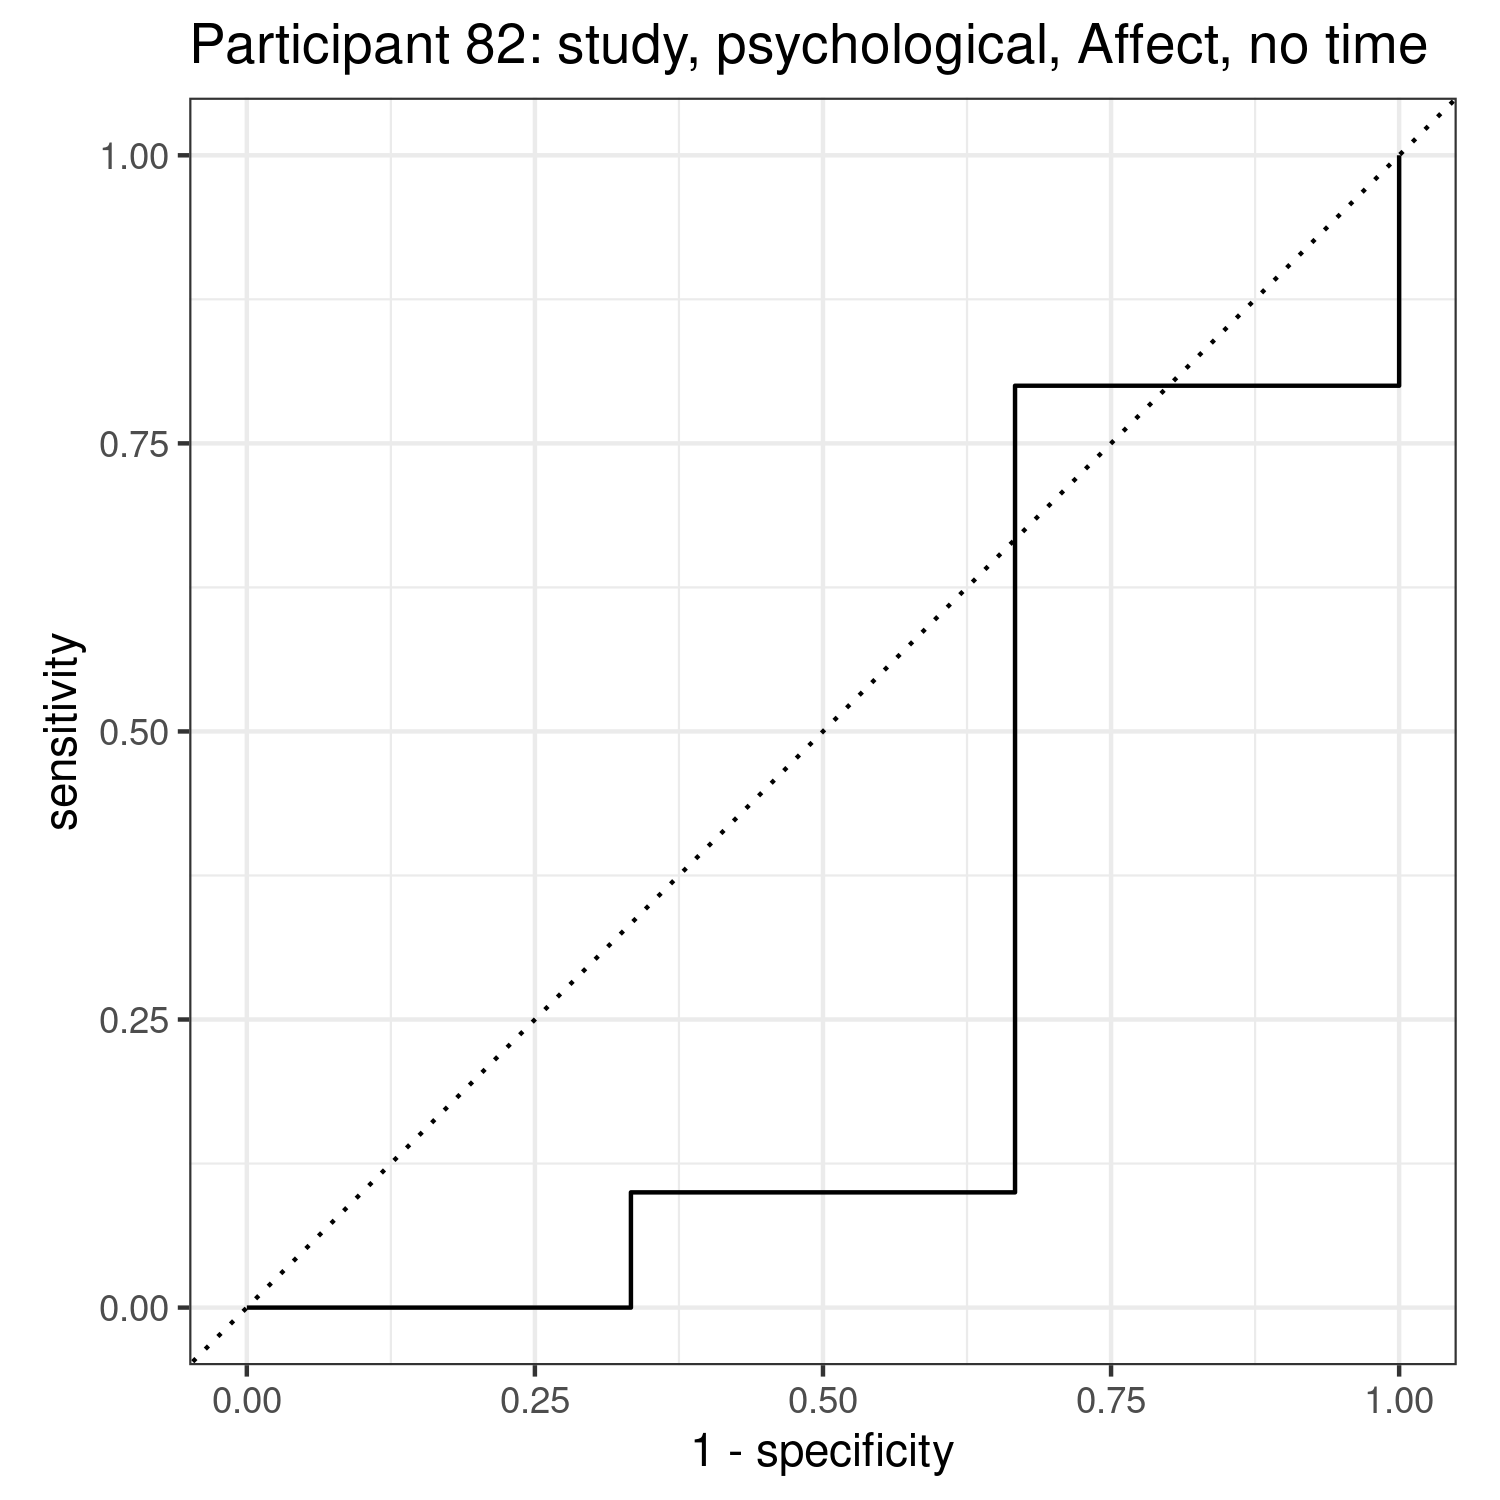 Participant 82: study, psychological, Affect, no time
1.00
0.75
0.50
0.25
0.00
sensitivity
0.00 0.25 0.50 0.75 1.00
1 - specificity